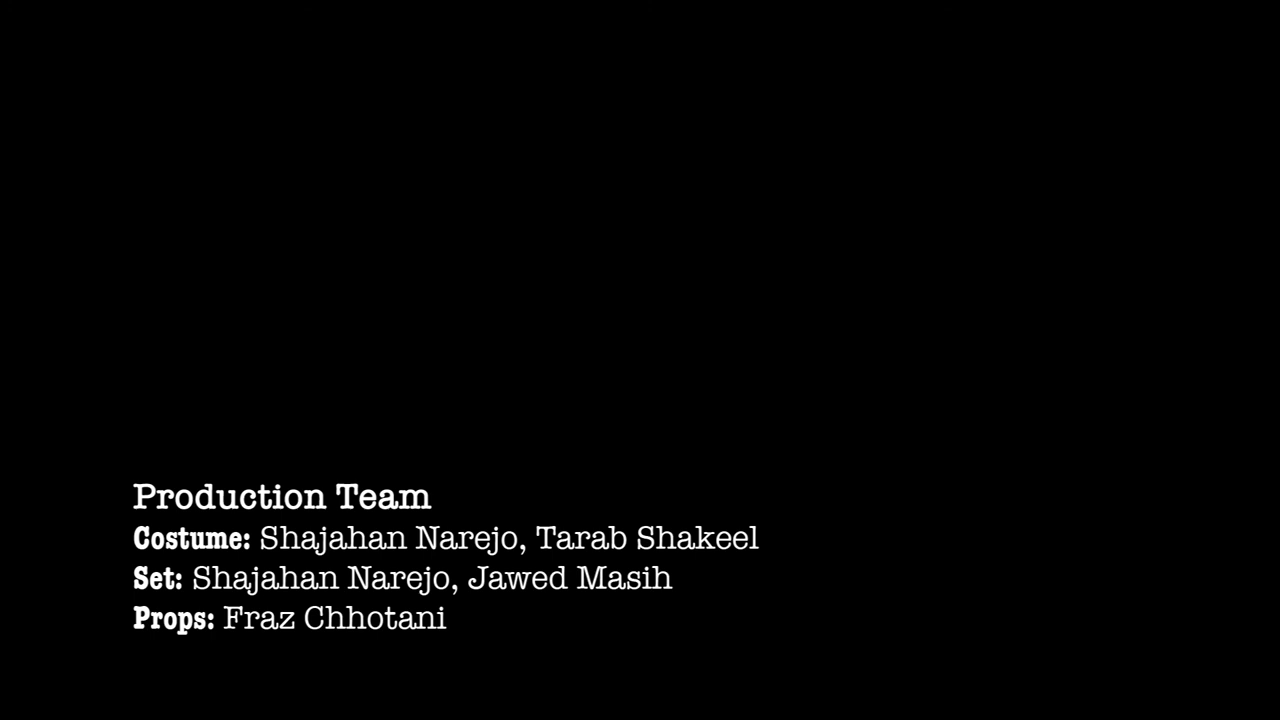 Production Team
Costume: Shajahan Narejo, Tarab Shakeel
Set: Shajahan Narejo, Jawed Masih
Props: Fraz Chhotani